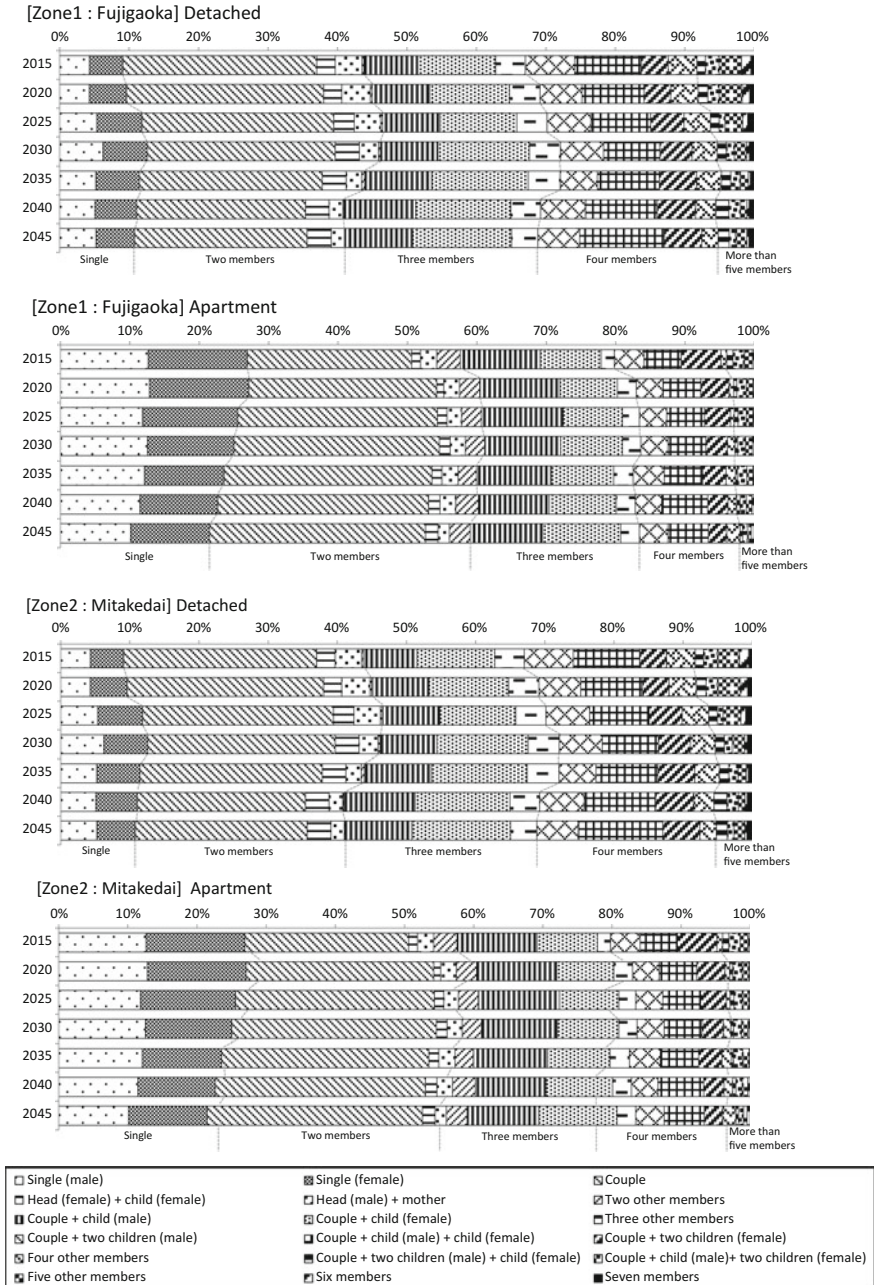 [Zone1 : Fujigaoka] Detached
0% 10% 20% 30% 40% 50% 60% 70% 80% 90% 100%
2015
2020
2025
2030
2035
2040
2045
Single Two members Three members Four members More than
five members
[Zone1 : Fujigaoka] Apartment
0% 10% 20% 30% 40% 50% 60% 70% 80% 90% 100%
2015
2020
2025
2030
2035
2040
2045
Single Two members Three members Four members More than
five members
[Zone2 : Mitakedai] Detached
0% 10% 20% 30% 40% 50% 60% 70% 80% 90% 100%
2015
2020
2025
2030
2035
2040
2045
Single Two members Three members Four members More than
five members
[Zone2 : Mitakedai] Apartment
0% 10% 20% 30% 40% 50% 60% 70% 80% 90% 100%
2015
2020
2025
2030
2035
2040
2045
Single Two members Three members Four members More than
five members
Single (male) Single (female) Couple
Head (female) + child (female) Head (male) + mother Two other members
Couple + child (male) Couple + child (female) Three other members
Couple + two children (male) Couple + child (male) + child (female) Couple + two children (female)
Four other members Couple + two children (male) + child (female) Couple + child (male)+ two children (female)
Five other members Six members Seven members